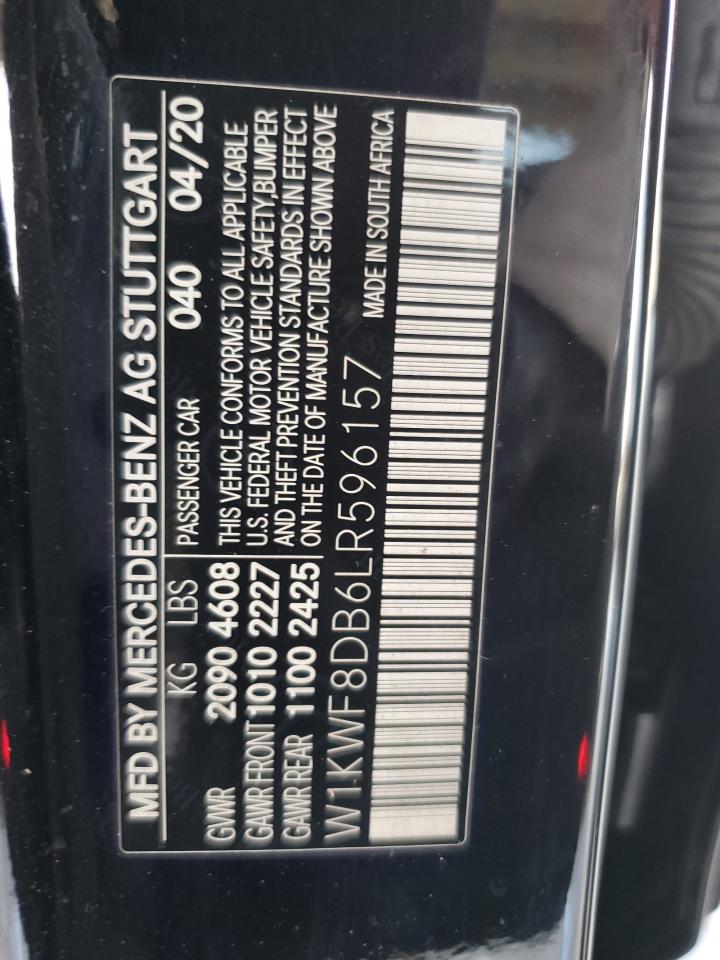 MFD BY MERCEDES-BENZ AG STUTTGART
KG LBS PASSENGER CAR 040 04/20
GVWR 2090 4608 THIS VEHICLE CONFORMS TO ALL APPLICABLE
GAWR FRONT 1010 2227 U.S. FEDERAL MOTOR VEHICLE SAFETY,BUMPER
GAWR REAR 1100 2425 AND THEFT PREVENTION STANDARDS IN EFFECT
ON THE DATE OF MANUFACTURE SHOWN ABOVE
W1KWF8DB6LR596157 MADE IN SOUTH AFRICA